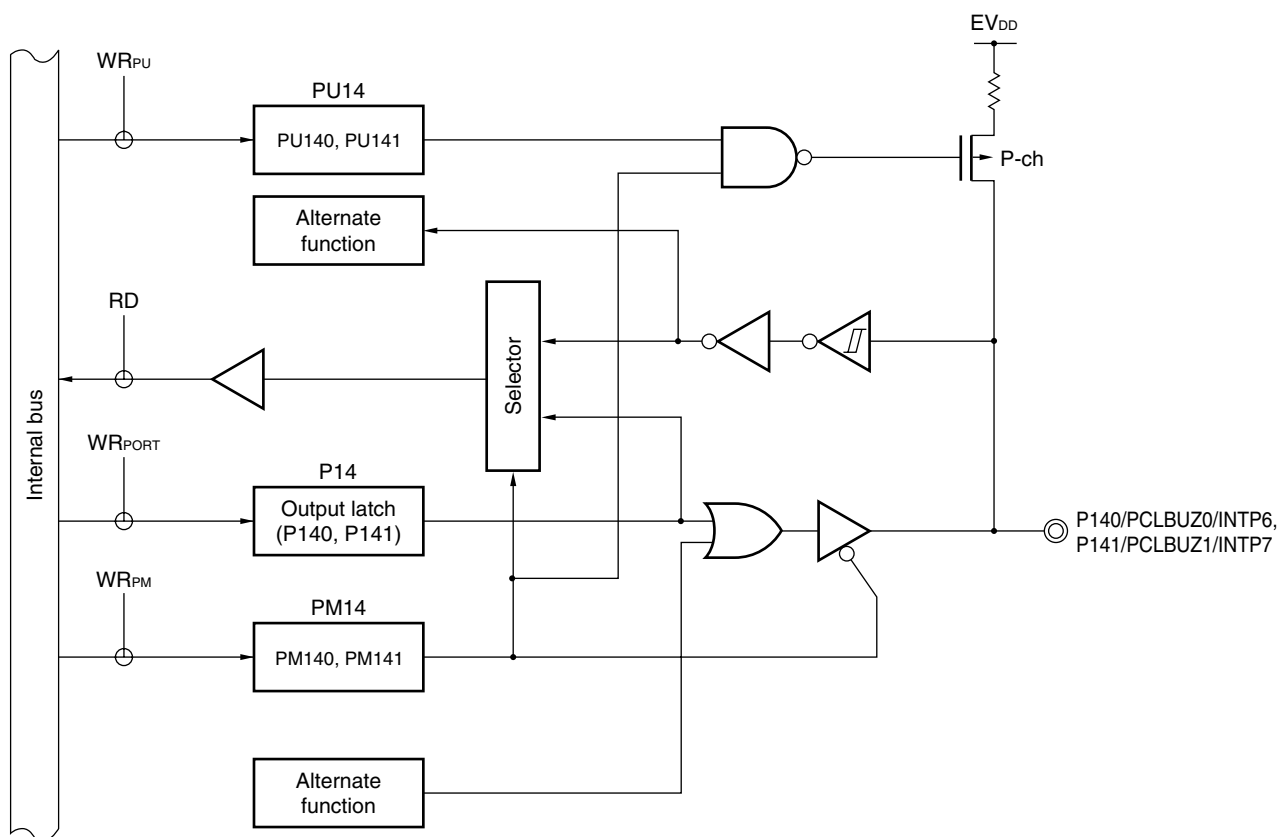 EVDD
WRPU
PU14
PU140, PU141
P-ch
Alternate
function
RD
Selector
Internal bus
WRPORT
P14
Output latch
(P140, P141)
P140/PCLBUZ0/INTP6,
P141/PCLBUZ1/INTP7
WRPM
PM14
PM140, PM141
Alternate
function